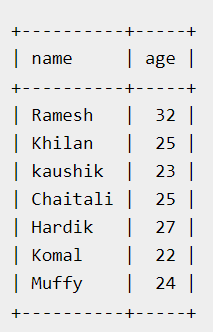 +----------+-----+
| name     | age |
+----------+-----+
| Ramesh   |  32 |
| Khilan   |  25 |
| kaushik  |  23 |
| Chaitali |  25 |
| Hardik   |  27 |
| Komal    |  22 |
| Muffy    |  24 |
+----------+-----+